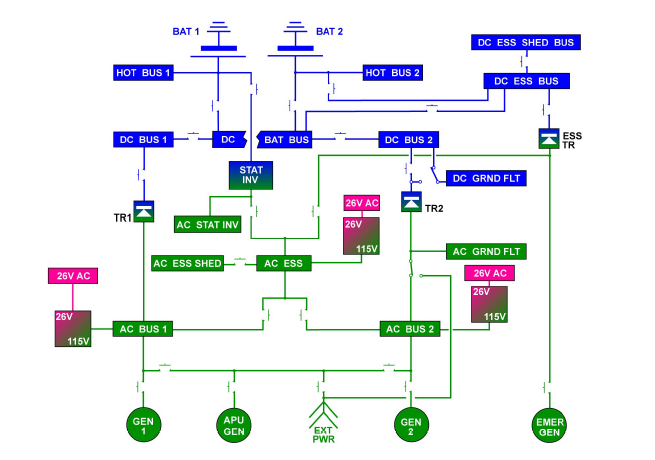 BAT 1
BAT 2
DC ESS SHED BUS
HOT BUS 1
HOT BUS 2
DC ESS BUS
DC BUS 1
DC
BAT BUS
DC BUS 2
ESS
TR
STAT
INV
DC GRND FLT
TR1
TR2
26V AC
AC STAT INV
26V
115V
AC GRND FLT
AC ESS SHED
AC ESS
26V AC
26V AC
26V
115V
26V
115V
AC BUS 1
AC BUS 2
GEN
1
APU
GEN
EXT
PWR
GEN
2
EMER
GEN